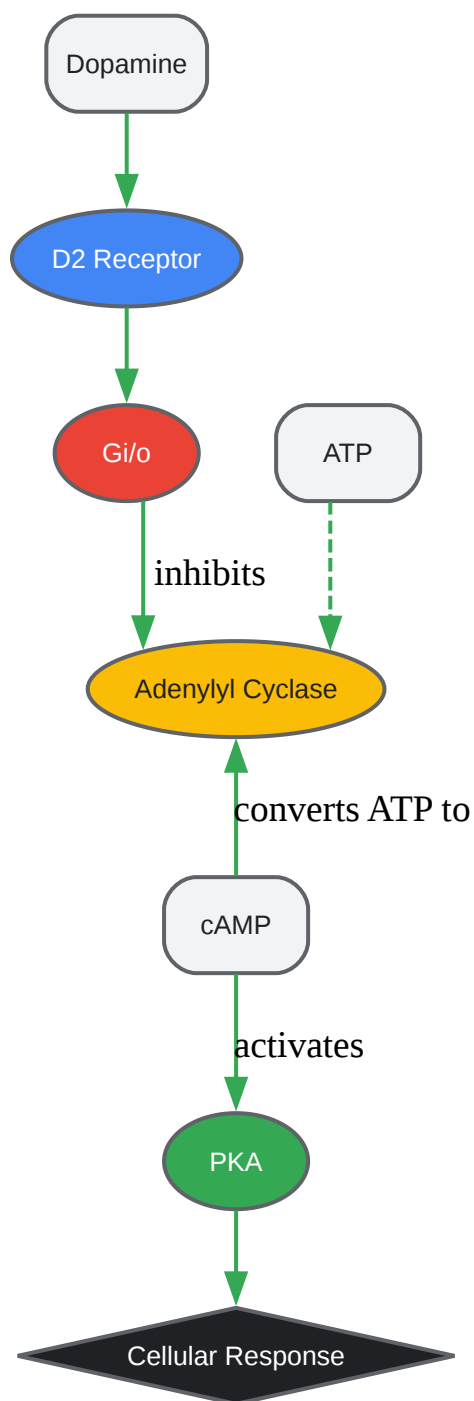 Dopamine
D2 Receptor
Gi/o
ATP
inhibits
Adenylyl Cyclase
converts ATP to
cAMP
activates
PKA
Cellular Response